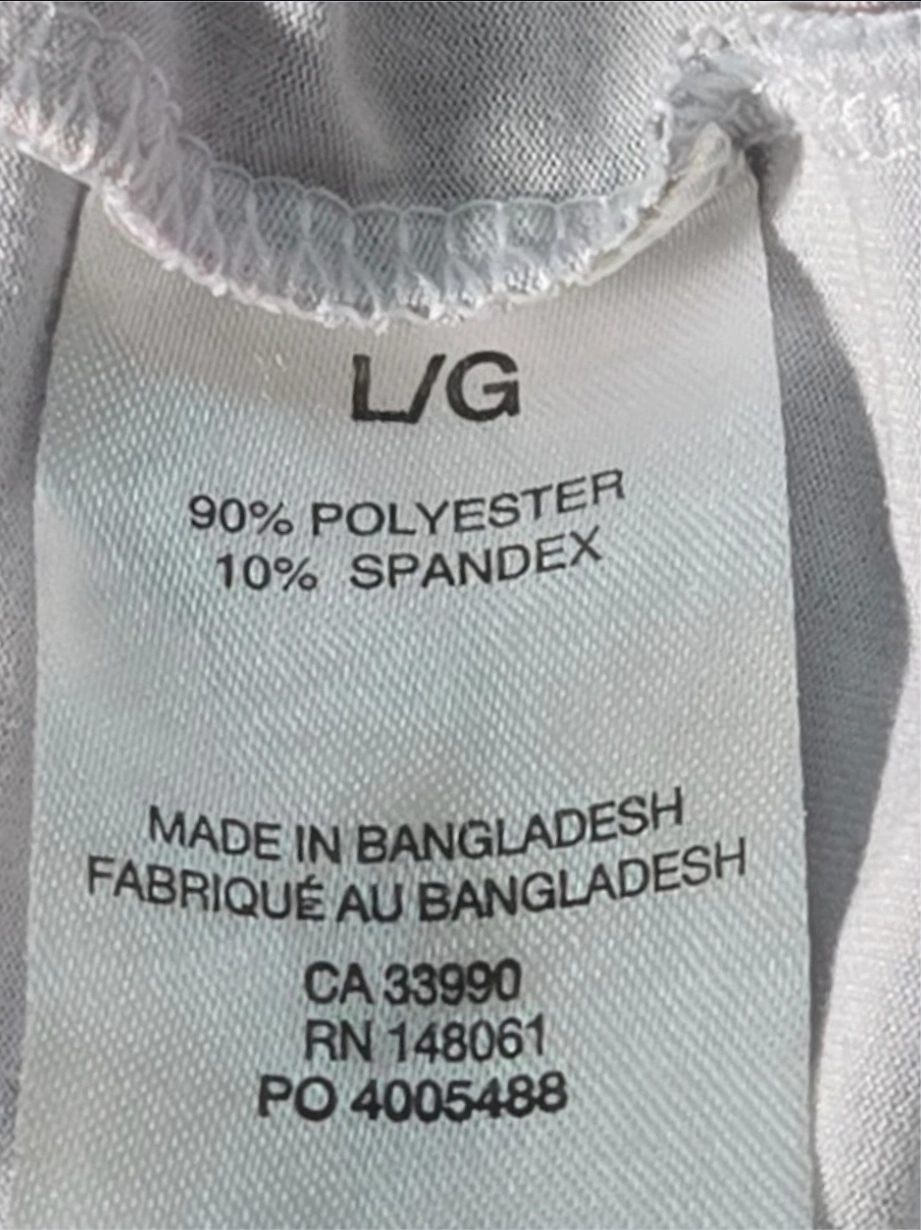 L/G
90% POLYESTER
10% SPANDEX
MADE IN BANGLADESH
FABRIQUÉ AU BANGLADESH
CA 33990
RN 148061
PO 4005488